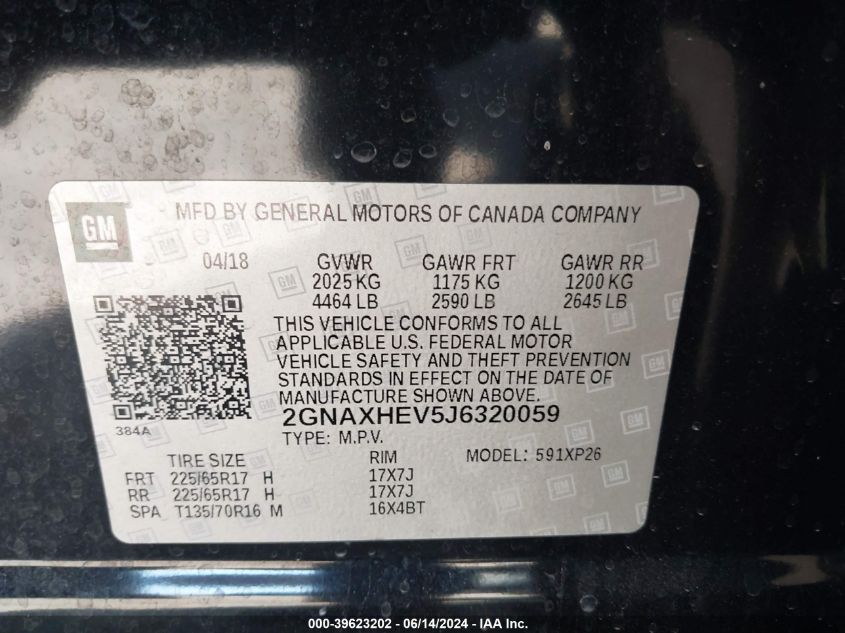 GM MFD BY GENERAL MOTORS OF CANADA COMPANY
04/18 GVWR GAWR FRT GAWR RR
2025 KG 1175 KG 1200 KG
4464 LB 2590 LB 2645 LB
THIS VEHICLE CONFORMS TO ALL
APPLICABLE U.S. FEDERAL MOTOR
VEHICLE SAFETY AND THEFT PREVENTION
STANDARDS IN EFFECT ON THE DATE OF
MANUFACTURE SHOWN ABOVE.
2GNAXHEV5J6320059
384A
TYPE: M.P.V.
TIRE SIZE RIM MODEL: 591XP26
FRT 225/65R17 H 17X7J
RR 225/65R17 H 17X7J
SPA T135/70R16 M 16X4BT
000-39623202 - 06/14/2024 - IAA Inc.